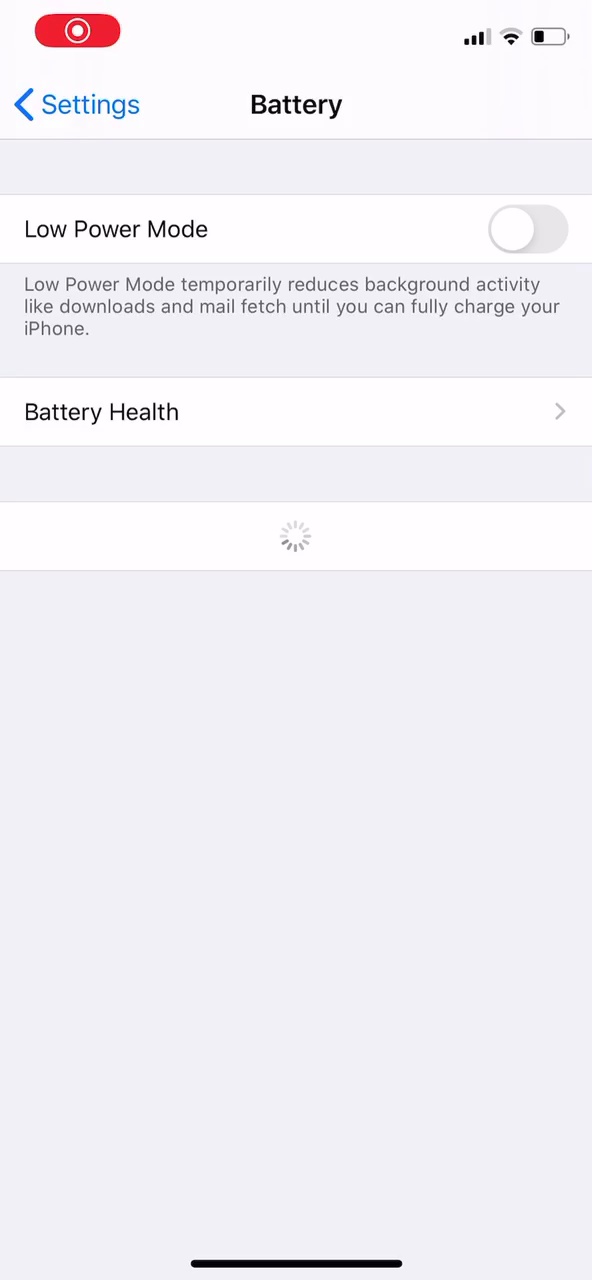 Settings
Battery
Low Power Mode
Low Power Mode temporarily reduces background activity
like downloads and mail fetch until you can fully charge your
iPhone.
Battery Health